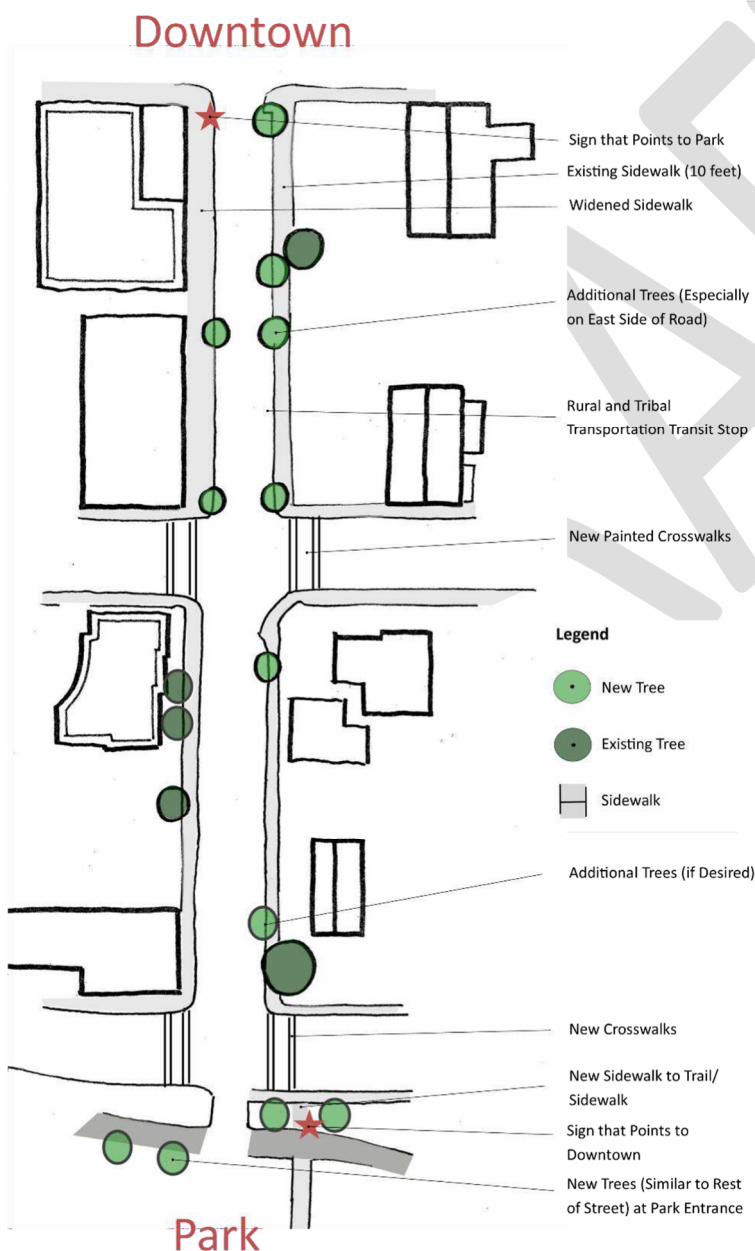 Downtown
Sign that Points to Park
Existing Sidewalk (10 feet)
Widened Sidewalk
Additional Trees (Especially
on East Side of Road)
Rural and Tribal
Transportation Transit Stop
New Painted Crosswalks
Legend
New Tree
Existing Tree
Sidewalk
Additional Trees (if Desired)
New Crosswalks
New Sidewalk to Trail/
Sidewalk
Sign that Points to
Downtown
New Trees (Similar to Rest
of Street) at Park Entrance
Park